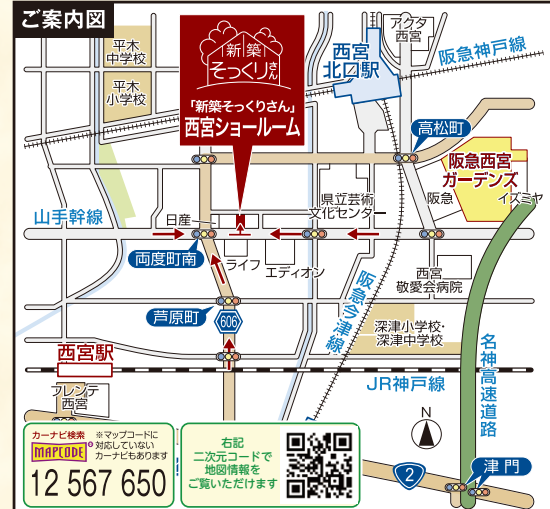 ご案内図
平木
中学校
平木
小学校
新築
そっくりさん
「新築そっくりさん」
西宮ショールーム
アクタ
西宮
西宮
北口駅
阪急神戸線
高松町
阪急西宮
ガーデンズ
阪急
イズミヤ
県立芸術
文化センター
山手幹線
日産
両度町南
ライフ
エディオン
西宮
敬愛会病院
阪急今津線
芦原町
606
深津小学校・
深津中学校
名神高速道路
西宮駅
JR神戸線
フレンテ
西宮
N
カーナビ検索
MAPCODE
※マップコードに
対応していない
カーナビもあります
12 567 650
右記
二次元コードで
地図情報を
ご覧いただけます
2
津門